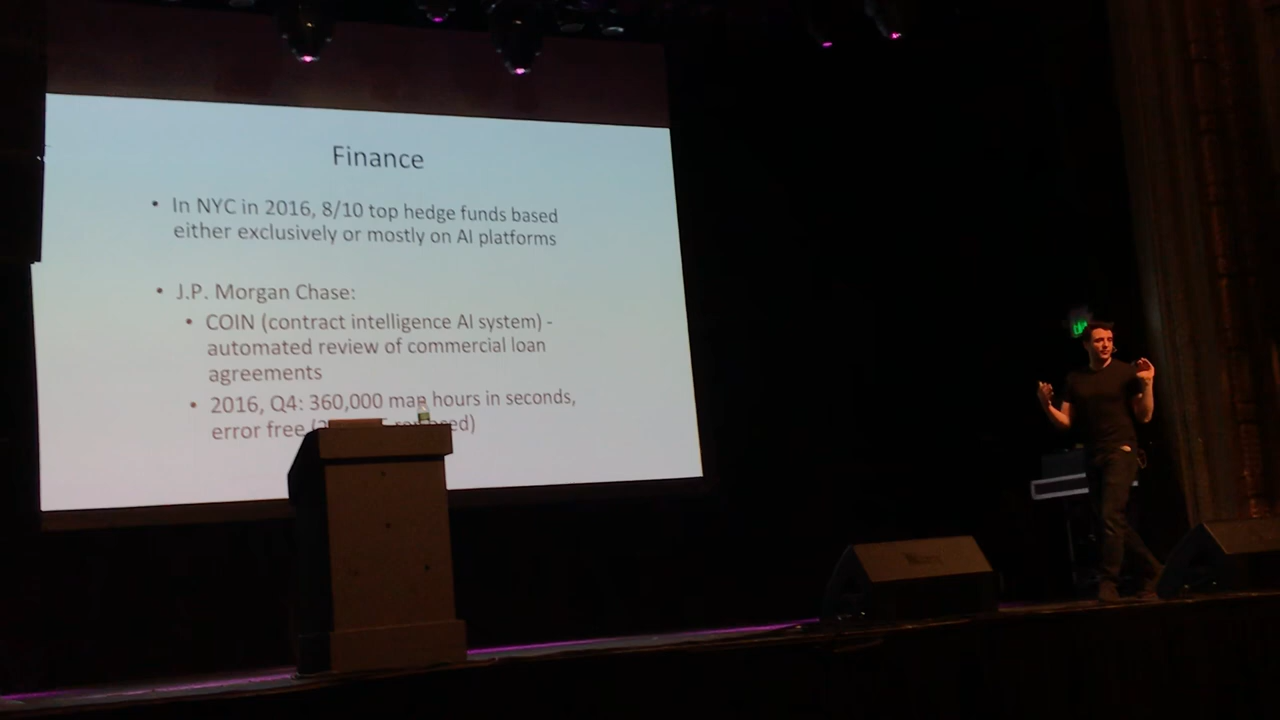 Finance
• In NYC in 2016, 8/10 top hedge funds based
either exclusively or mostly on AI platforms
• J.P. Morgan Chase:
• COIN (contract intelligence AI system) -
automated review of commercial loan
agreements
• 2016, Q4: 360,000 man hours in seconds,
error free